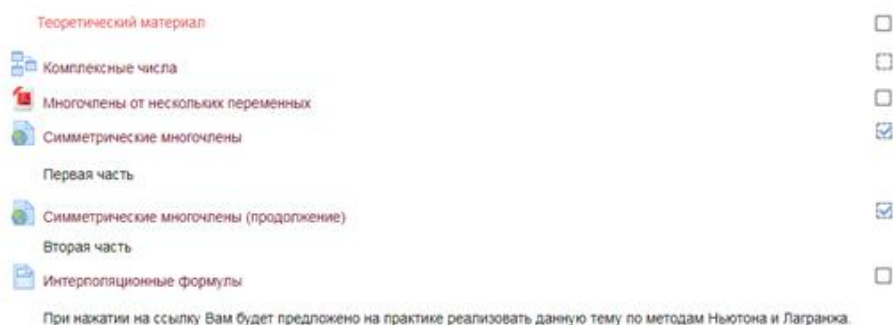 Теоретический материал
Комплексные числа
Многочлены от нескольких переменных
Симметрические многочлены
Первая часть
Симметрические многочлены (продолжение)
Вторая часть
Интерполяционные формулы
При нажатии на ссылку Вам будет предложено на практике реализовать данную тему по методам Ньютона и Лагранжа.